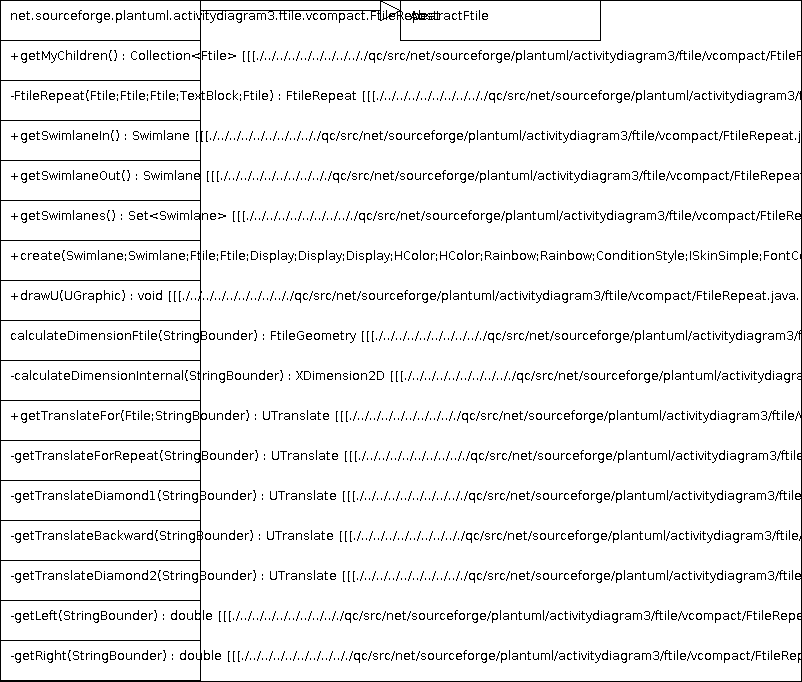 net.sourceforge.plantuml.activitydiagram3.ftile.vcompact.FtileRepeat
AbstractFtile
+getMyChildren() : Collection<Ftile> [[[./../../../../../../../../../qc/src/net/sourceforge/plantuml/activitydiagram3/ftile/vcompact/FtileR
-FtileRepeat(Ftile;Ftile;Ftile;TextBlock;Ftile) : FtileRepeat [[[./../../../../../../../../../qc/src/net/sourceforge/plantuml/activitydiagram3/
+getSwimlaneIn() : Swimlane [[[./../../../../../../../../../qc/src/net/sourceforge/plantuml/activitydiagram3/ftile/vcompact/FtileRepeat.j
+getSwimlaneOut() : Swimlane [[[./../../../../../../../../../qc/src/net/sourceforge/plantuml/activitydiagram3/ftile/vcompact/FtileRepeat
+getSwimlanes() : Set<Swimlane> [[[./../../../../../../../../../qc/src/net/sourceforge/plantuml/activitydiagram3/ftile/vcompact/FtileRe
+create(Swimlane;Swimlane;Ftile;Ftile;Display;Display;Display;HColor;HColor;Rainbow;Rainbow;ConditionStyle;ISkinSimple;FontCo
+drawU(UGraphic) : void [[[./../../../../../../../../../qc/src/net/sourceforge/plantuml/activitydiagram3/ftile/vcompact/FtileRepeat.java.
calculateDimensionFtile(StringBounder) : FtileGeometry [[[./../../../../../../../../../qc/src/net/sourceforge/plantuml/activitydiagram3/f
-calculateDimensionInternal(StringBounder) : XDimension2D [[[./../../../../../../../../../qc/src/net/sourceforge/plantuml/activitydiagra
+getTranslateFor(Ftile;StringBounder) : UTranslate [[[./../../../../../../../../../qc/src/net/sourceforge/plantuml/activitydiagram3/ftile/v
-getTranslateForRepeat(StringBounder) : UTranslate [[[./../../../../../../../../../qc/src/net/sourceforge/plantuml/activitydiagram3/ftile
-getTranslateDiamond1(StringBounder) : UTranslate [[[./../../../../../../../../../qc/src/net/sourceforge/plantuml/activitydiagram3/ftile
-getTranslateBackward(StringBounder) : UTranslate [[[./../../../../../../../../../qc/src/net/sourceforge/plantuml/activitydiagram3/ftile/
-getTranslateDiamond2(StringBounder) : UTranslate [[[./../../../../../../../../../qc/src/net/sourceforge/plantuml/activitydiagram3/ftile
-getLeft(StringBounder) : double [[[./../../../../../../../../../qc/src/net/sourceforge/plantuml/activitydiagram3/ftile/vcompact/FtileRepe
-getRight(StringBounder) : double [[[./../../../../../../../../../qc/src/net/sourceforge/plantuml/activitydiagram3/ftile/vcompact/FtileRep